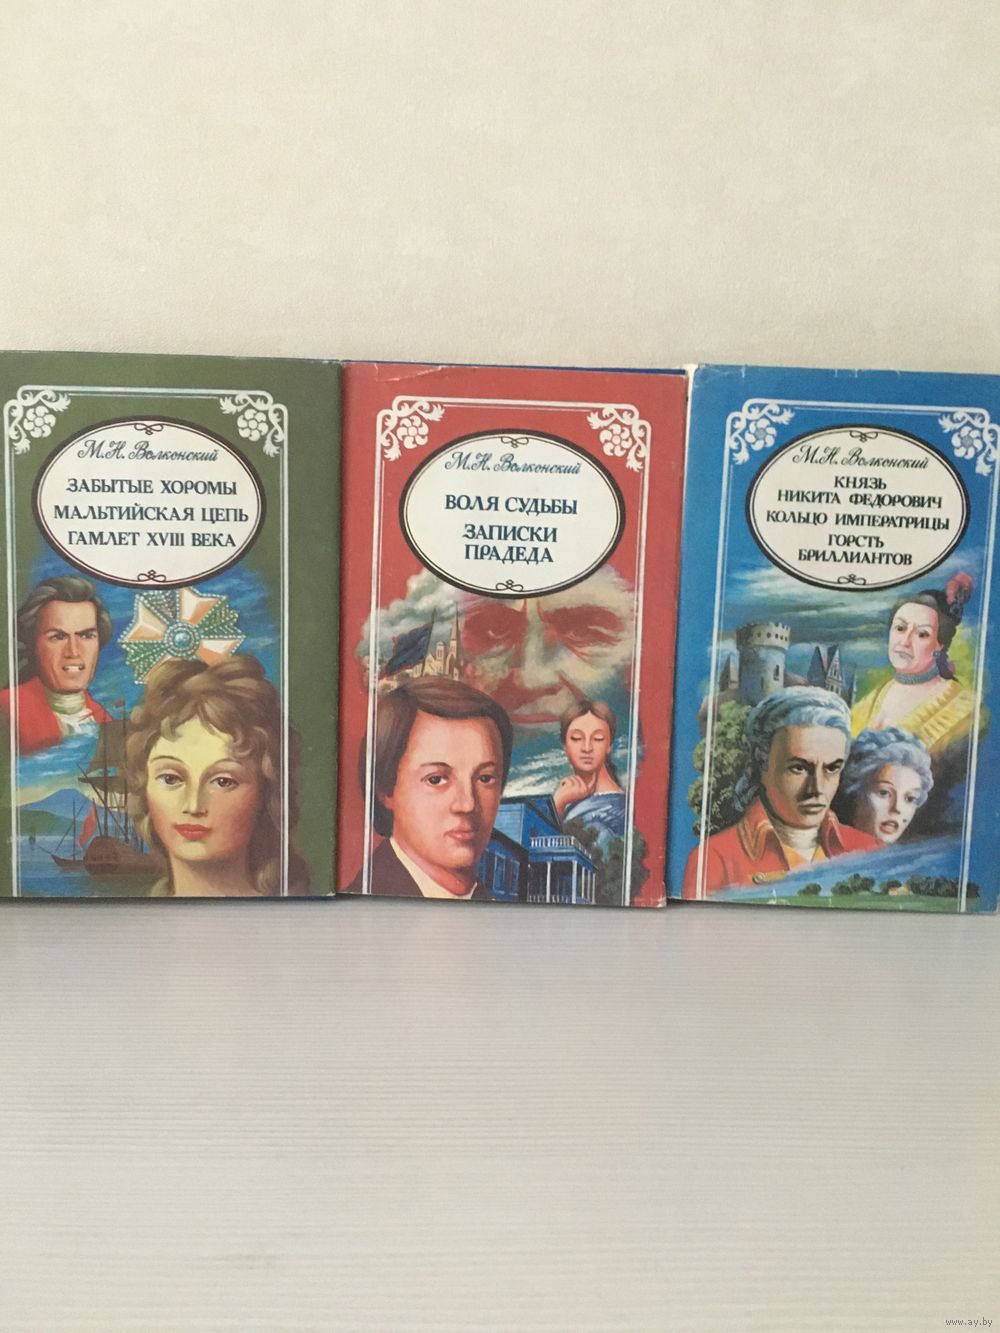 М.Н. Волконский
ЗАБЫТЫЕ ХОРОМЫ
МАЛЬТИЙСКАЯ ЦЕПЬ
ГАМЛЕТ XVIII ВЕКА
М.Н. Волконский
ВОЛЯ СУДЬБЫ
ЗАПИСКИ
ПРАДЕДА
М.Н. Волконский
КНЯЗЬ
НИКИТА ФЕДОРОВИЧ
КОЛЬЦО ИМПЕРАТРИЦЫ
ГОРСТЬ
БРИЛЛИАНТОВ
www.ay.by